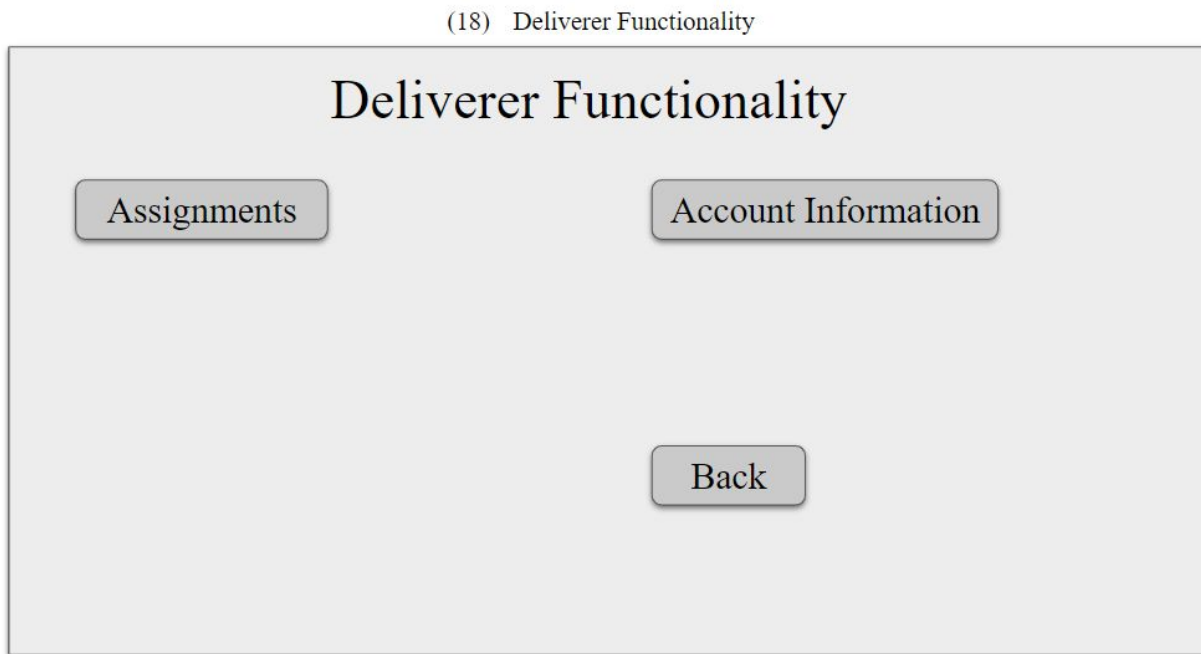 (18) Deliverer Functionality
Deliverer Functionality
Assignments
Account Information
Back